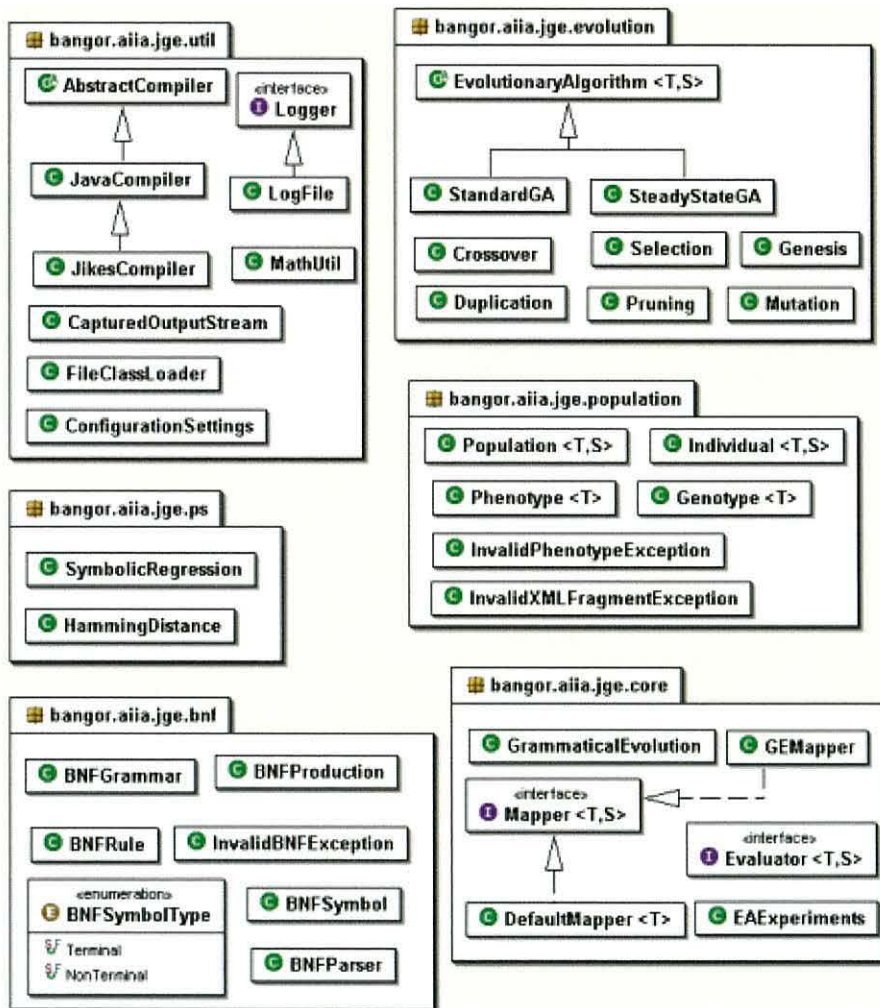 bangor.aiia.jge.util
AbstractCompiler
«interface»
Logger
JavaCompiler
LogFile
JikesCompiler
MathUtil
CapturedOutputStream
FileClassLoader
ConfigurationSettings
bangor.aiia.jge.evolution
EvolutionaryAlgorithm <T,S>
StandardGA
SteadyStateGA
Crossover
Selection
Genesis
Duplication
Pruning
Mutation
bangor.aiia.jge.population
Population <T,S>
Individual <T,S>
Phenotype <T>
Genotype <T>
InvalidPhenotypeException
InvalidXMLFragmentException
bangor.aiia.jge.ps
SymbolicRegression
HammingDistance
bangor.aiia.jge.bnf
BNFGrammar
BNFProduction
BNFRule
InvalidBNFException
«enumeration»
BNFSymbolType
Terminal
NonTerminal
BNFSymbol
BNFParser
bangor.aiia.jge.core
GrammaticalEvolution
GEMapper
«interface»
Mapper <T,S>
«interface»
Evaluator <T,S>
DefaultMapper <T>
EAExperiments